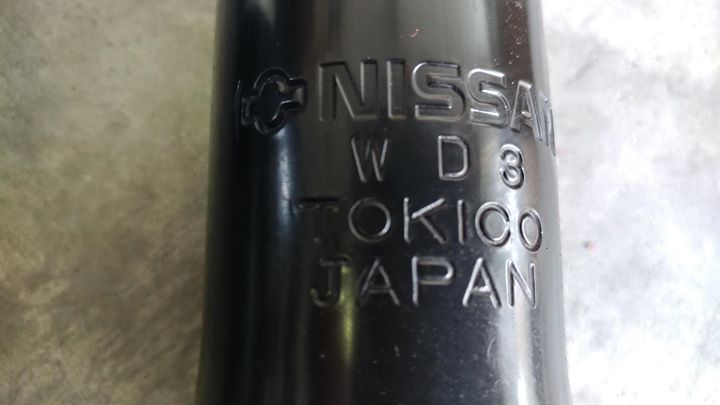 NISSAN
W D 3
TOKICO
JAPAN